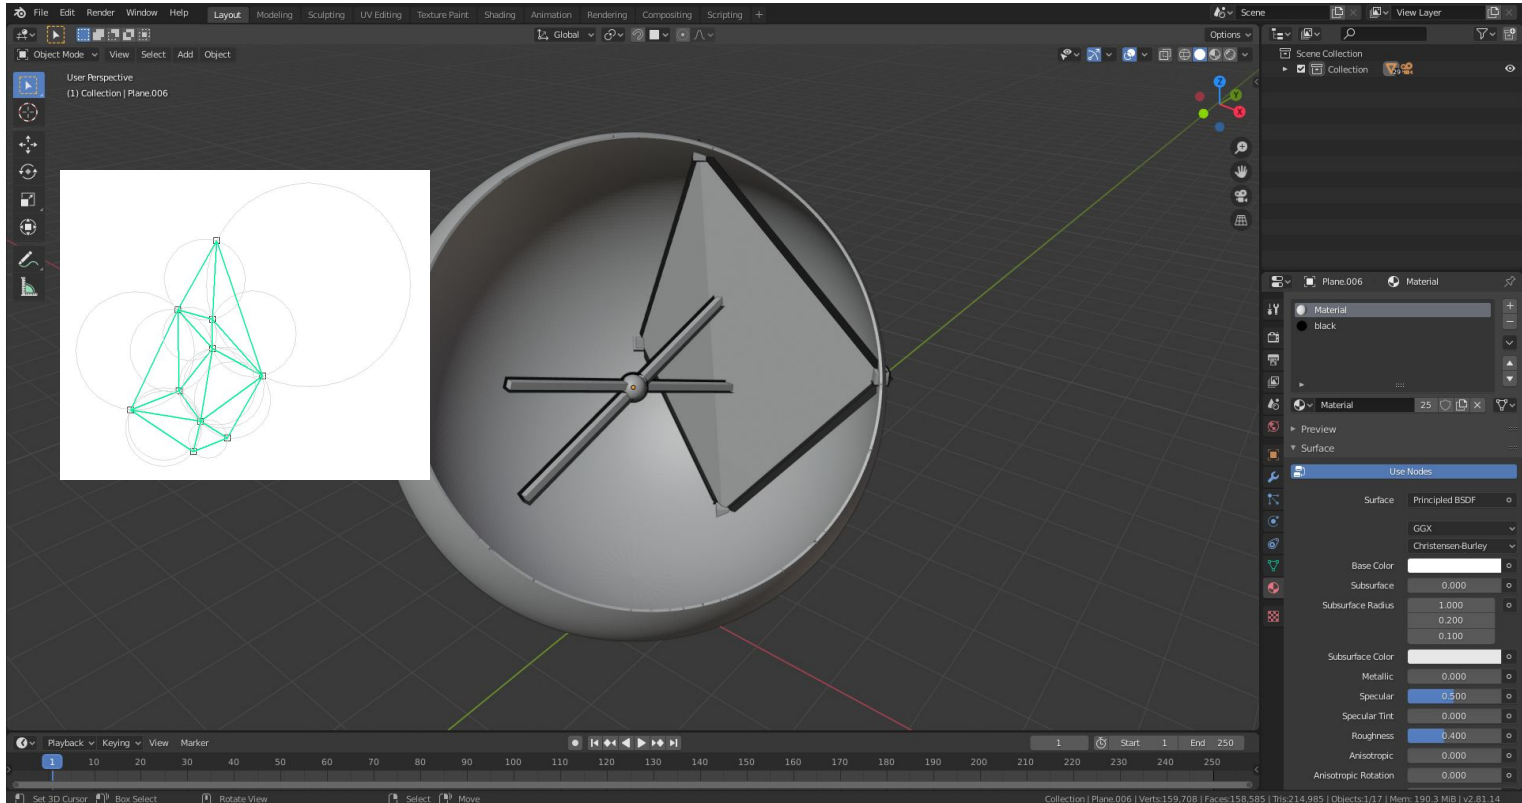 File Edit Render Window Help Layout Modeling Sculpting UV Editing Texture Paint Shading Animation Rendering Compositing Scripting + Scene View Layer
Global Options
Object Mode View Select Add Object
User Perspective
(1) Collection | Plane.006
Z
Y
X
Scene Collection
Collection 29
Plane.006 Material
Material
black
Material 25
Preview
Surface
Use Nodes
Surface Principled BSDF
GGX
Christensen-Burley
Base Color
Subsurface 0.000
Subsurface Radius 1.000
0.200
0.100
Subsurface Color
Metallic 0.000
Specular 0.500
Specular Tint 0.000
Roughness 0.400
Anisotropic 0.000
Anisotropic Rotation 0.000
Playback Keying View Marker 1 Start 1 End 250
1 10 20 30 40 50 60 70 80 90 100 110 120 130 140 150 160 170 180 190 200 210 220 230 240 250
Set 3D Cursor Box Select Rotate View Select Move Collection | Plane.006 | Verts:159,708 | Faces:158,585 | Tris:214,985 | Objects:1/17 | Mem: 190.3 MiB | v2.81.14